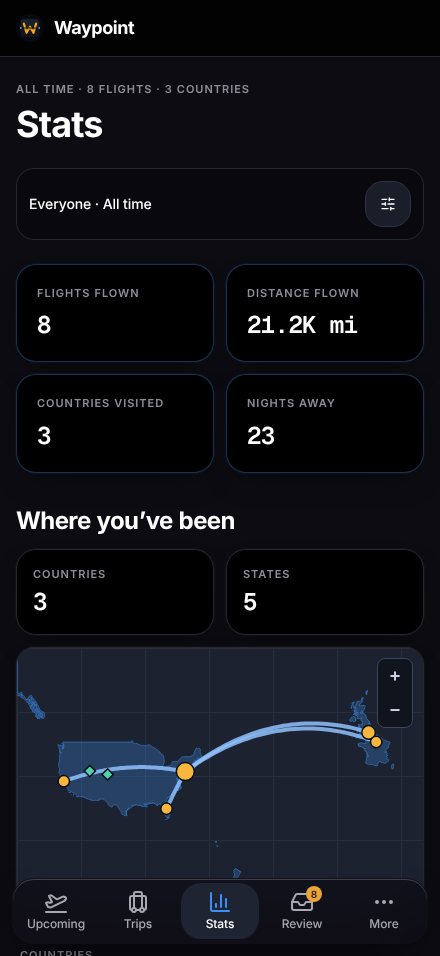 Waypoint
ALL TIME · 8 FLIGHTS · 3 COUNTRIES
Stats
Everyone · All time
FLIGHTS FLOWN
8
DISTANCE FLOWN
21.2K mi
COUNTRIES VISITED
3
NIGHTS AWAY
23
Where you’ve been
COUNTRIES
3
STATES
5
+
−
Upcoming
Trips
Stats
8
Review
More
COUNTRIES